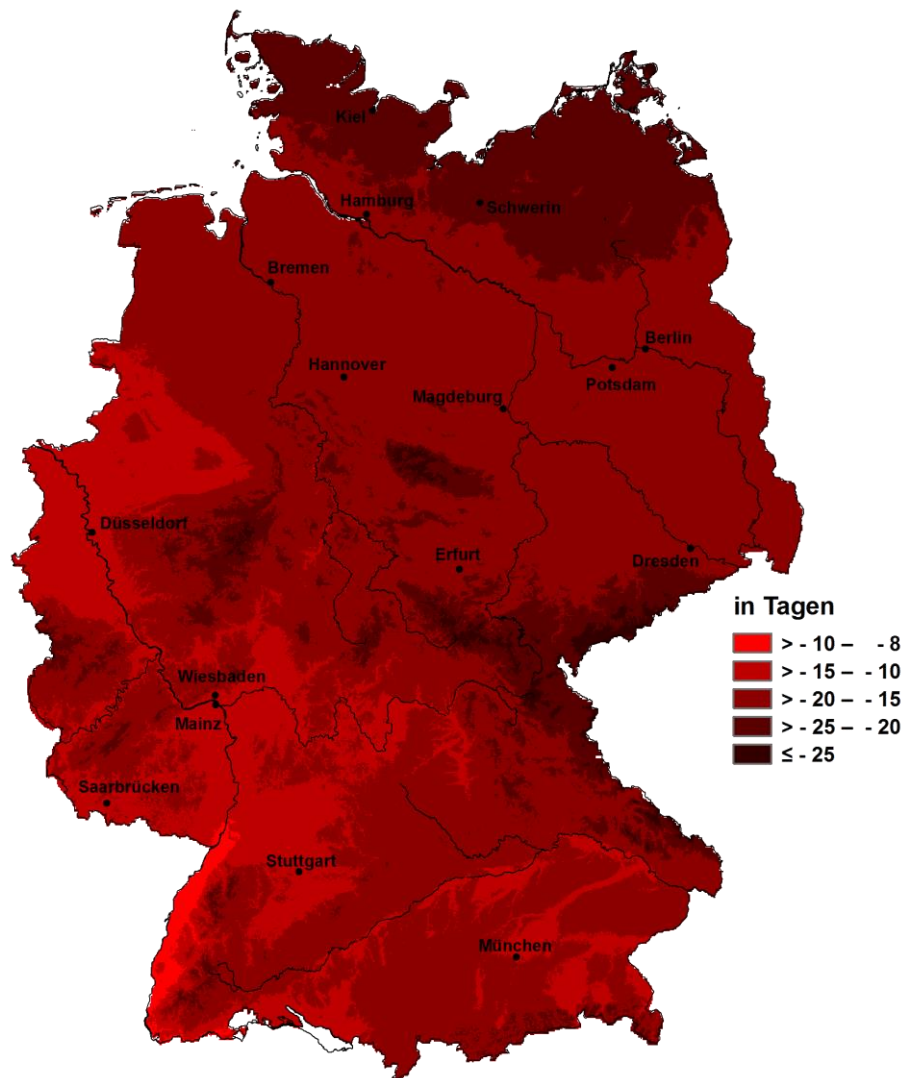 Kiel
Hamburg
Schwerin
Bremen
Berlin
Hannover
Potsdam
Magdeburg
Düsseldorf
Erfurt
Dresden
in Tagen
> - 10 – - 8
> - 15 – - 10
> - 20 – - 15
> - 25 – - 20
≤ - 25
Wiesbaden
Mainz
Saarbrücken
Stuttgart
München